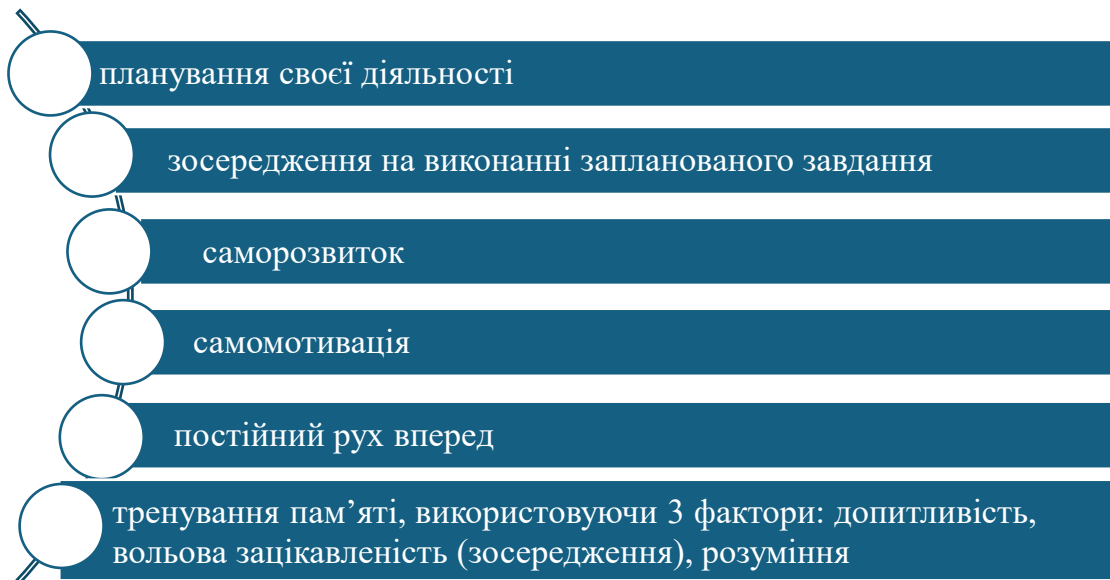 планування своєї діяльності
зосередження на виконанні запланованого завдання
саморозвиток
самомотивація
постійний рух вперед
тренування пам’яті, використовуючи 3 фактори: допитливість,
вольова зацікавленість (зосередження), розуміння